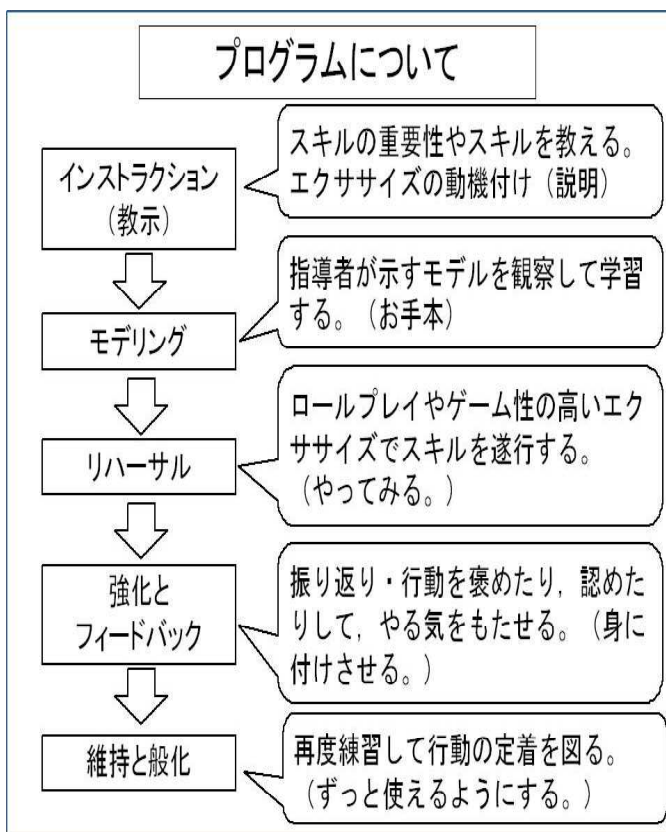 プログラムについて
インストラクション
(教示)
スキルの重要性やスキルを教える。
エクササイズの動機付け(説明)
モデリング
指導者が示すモデルを観察して学習
する。(お手本)
リハーサル
ロールプレイやゲーム性の高いエク
ササイズでスキルを遂行する。
(やってみる。)
強化と
フィードバック
振り返り・行動を褒めたり,認めた
りして,やる気をもたせる。(身に
付けさせる。)
維持と般化
再度練習して行動の定着を図る。
(ずっと使えるようにする。)